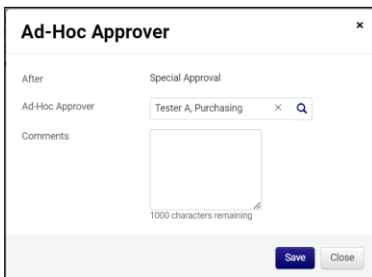 Ad-Hoc Approver
After Special Approval
Ad-Hoc Approver Tester A, Purchasing
Comments
1000 characters remaining
Save Close